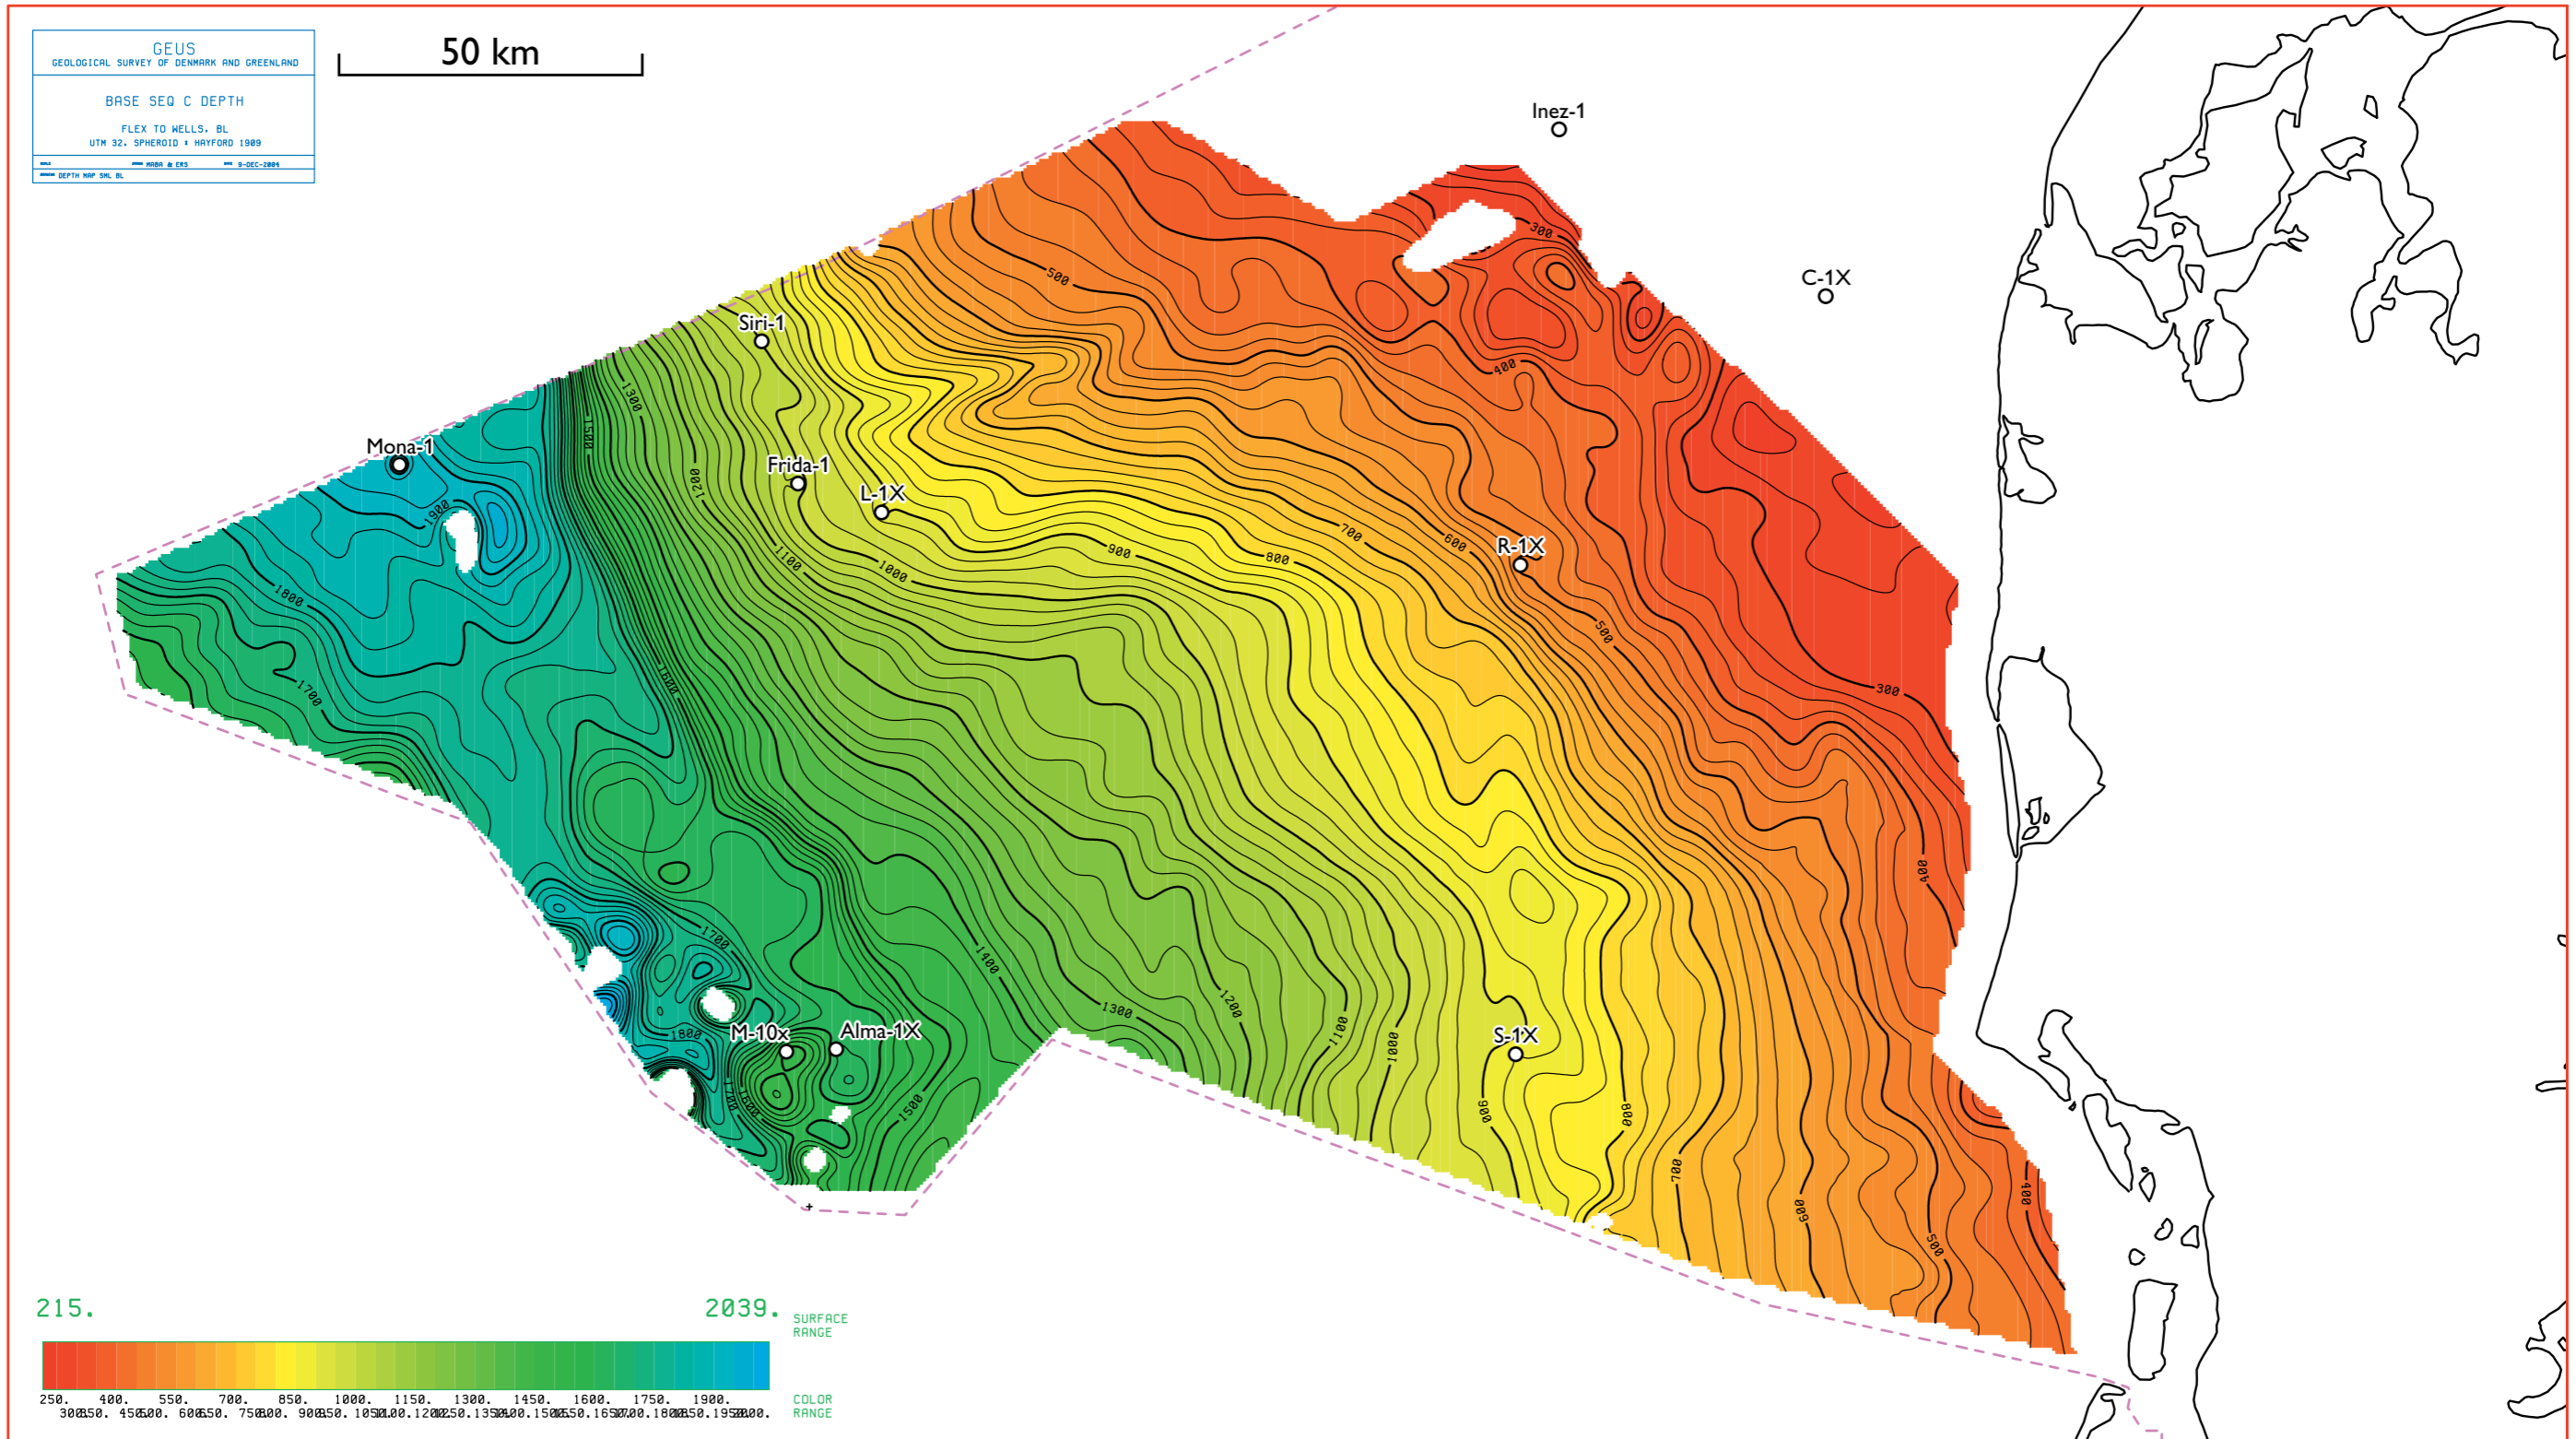 GEUS
GEOLOGICAL SURVEY OF DENMARK AND GREENLAND
BASE SEQ C DEPTH
FLEX TO WELLS. BL
UTM 32. SPHEROID : HAYFORD 1909
MABA & ERS
9-DEC-2004
DEPTH MAP SML BL
50 km
Inez-1
300
C-1X
500
Siri-1
400
1300
1500
Mona-1
Frida-1
1200
L-1X
1900
700
600
R-1X
900
800
1100
1000
1800
500
1600
1700
300
400
1700
1400
1200
1300
1800
M-10x
Alma-1X
1100
1000
S-1X
1700
1600
1500
900
800
700
600
400
500
215.
2039.
SURFACE
RANGE
250. 400. 550. 700. 850. 1000. 1150. 1300. 1450. 1600. 1750. 1900.
COLOR
RANGE